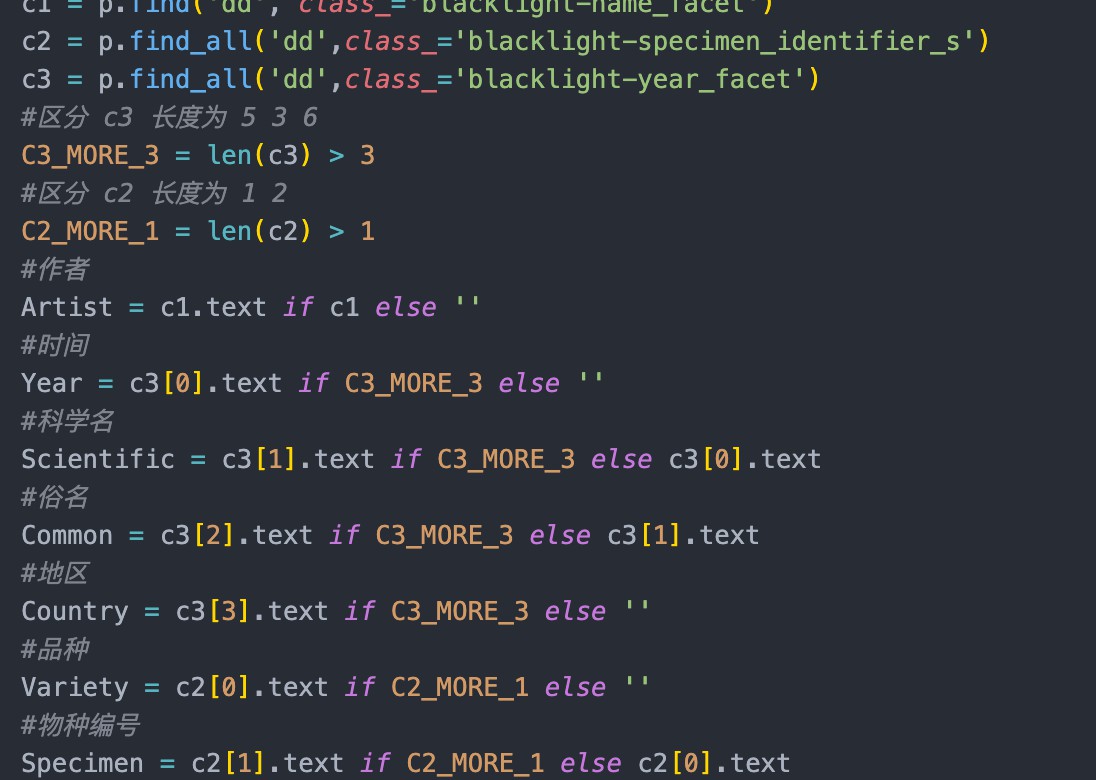 c1 = p.find('dd', class_='blacklight-name_facet')
c2 = p.find_all('dd',class_='blacklight-specimen_identifier_s')
c3 = p.find_all('dd',class_='blacklight-year_facet')
#区分 c3 长度为 5 3 6
C3_MORE_3 = len(c3) > 3
#区分 c2 长度为 1 2
C2_MORE_1 = len(c2) > 1
#作者
Artist = c1.text if c1 else ''
#时间
Year = c3[0].text if C3_MORE_3 else ''
#科学名
Scientific = c3[1].text if C3_MORE_3 else c3[0].text
#俗名
Common = c3[2].text if C3_MORE_3 else c3[1].text
#地区
Country = c3[3].text if C3_MORE_3 else ''
#品种
Variety = c2[0].text if C2_MORE_1 else ''
#物种编号
Specimen = c2[1].text if C2_MORE_1 else c2[0].text